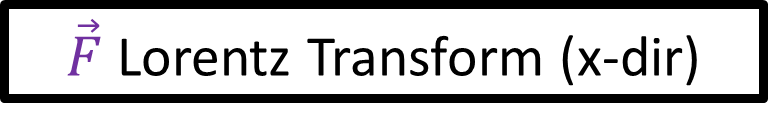 F⃗ Lorentz Transform (x-dir)